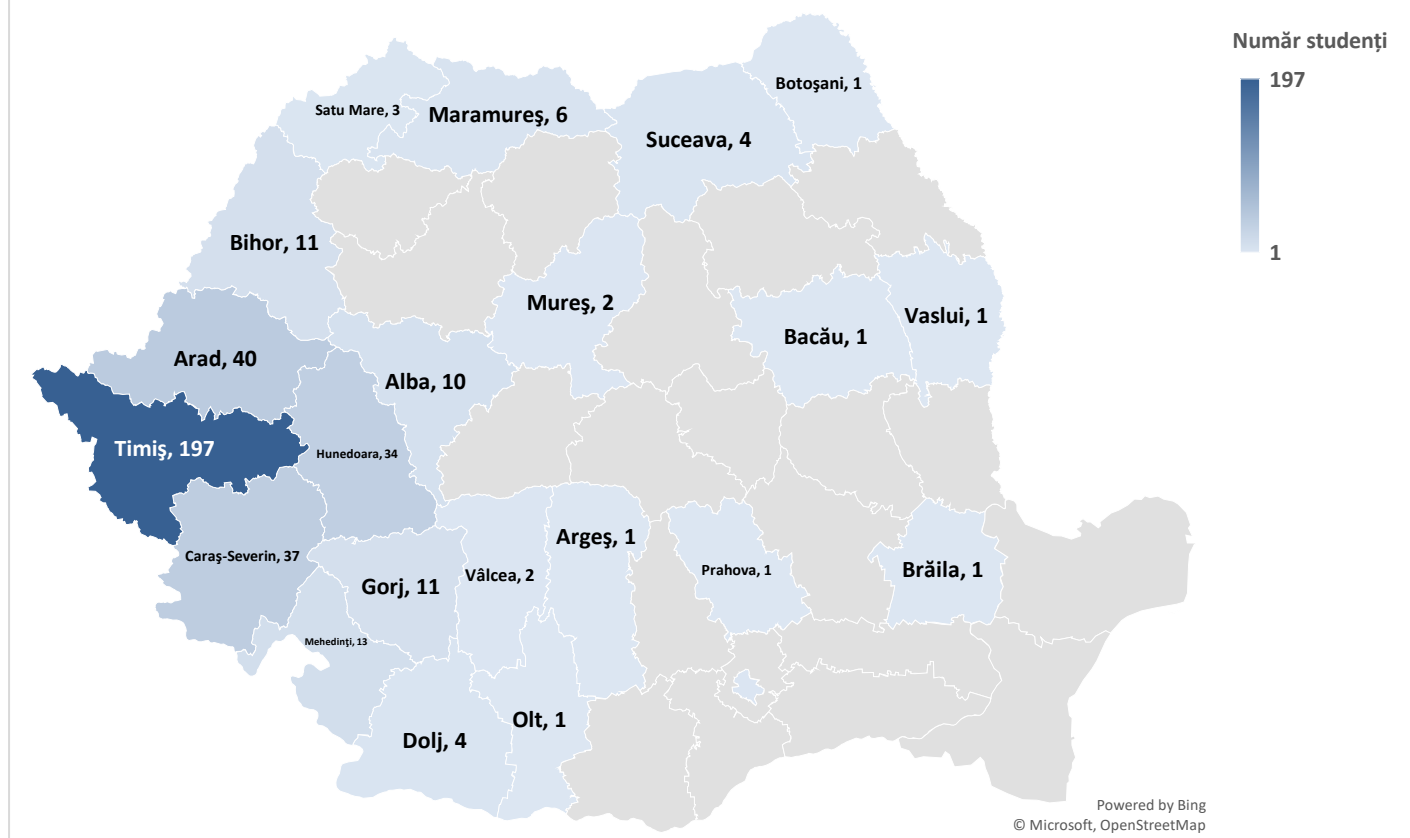 Număr studenți
197
1
Botoşani, 1
Satu Mare, 3
Maramureş, 6
Suceava, 4
Bihor, 11
Mureş, 2
Vaslui, 1
Bacău, 1
Arad, 40
Alba, 10
Timiş, 197
Hunedoara, 34
Caraş-Severin, 37
Gorj, 11
Vâlcea, 2
Argeş, 1
Prahova, 1
Brăila, 1
Mehedinţi, 13
Dolj, 4
Olt, 1
Powered by Bing
© Microsoft, OpenStreetMap